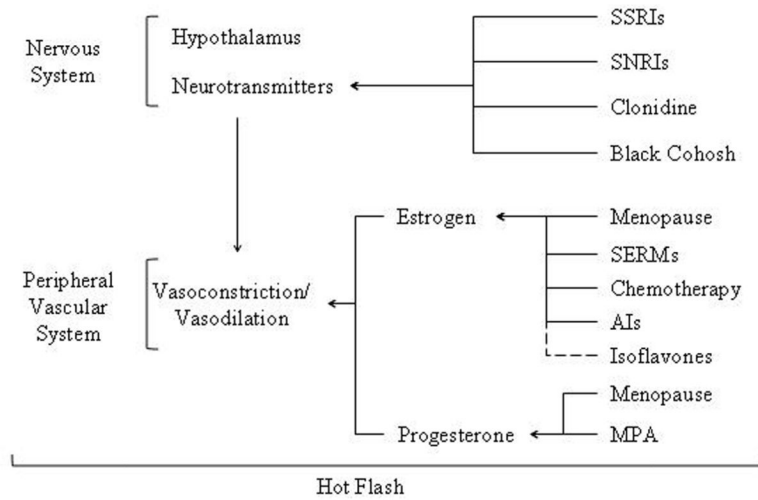 Nervous
System
Hypothalamus
Neurotransmitters
SSRIs
SNRIs
Clonidine
Black Cohosh
Peripheral
Vascular
System
Vasoconstriction/
Vasodilation
Estrogen
Menopause
SERMs
Chemotherapy
AIs
Isoflavones
Progesterone
Menopause
MPA
Hot Flash